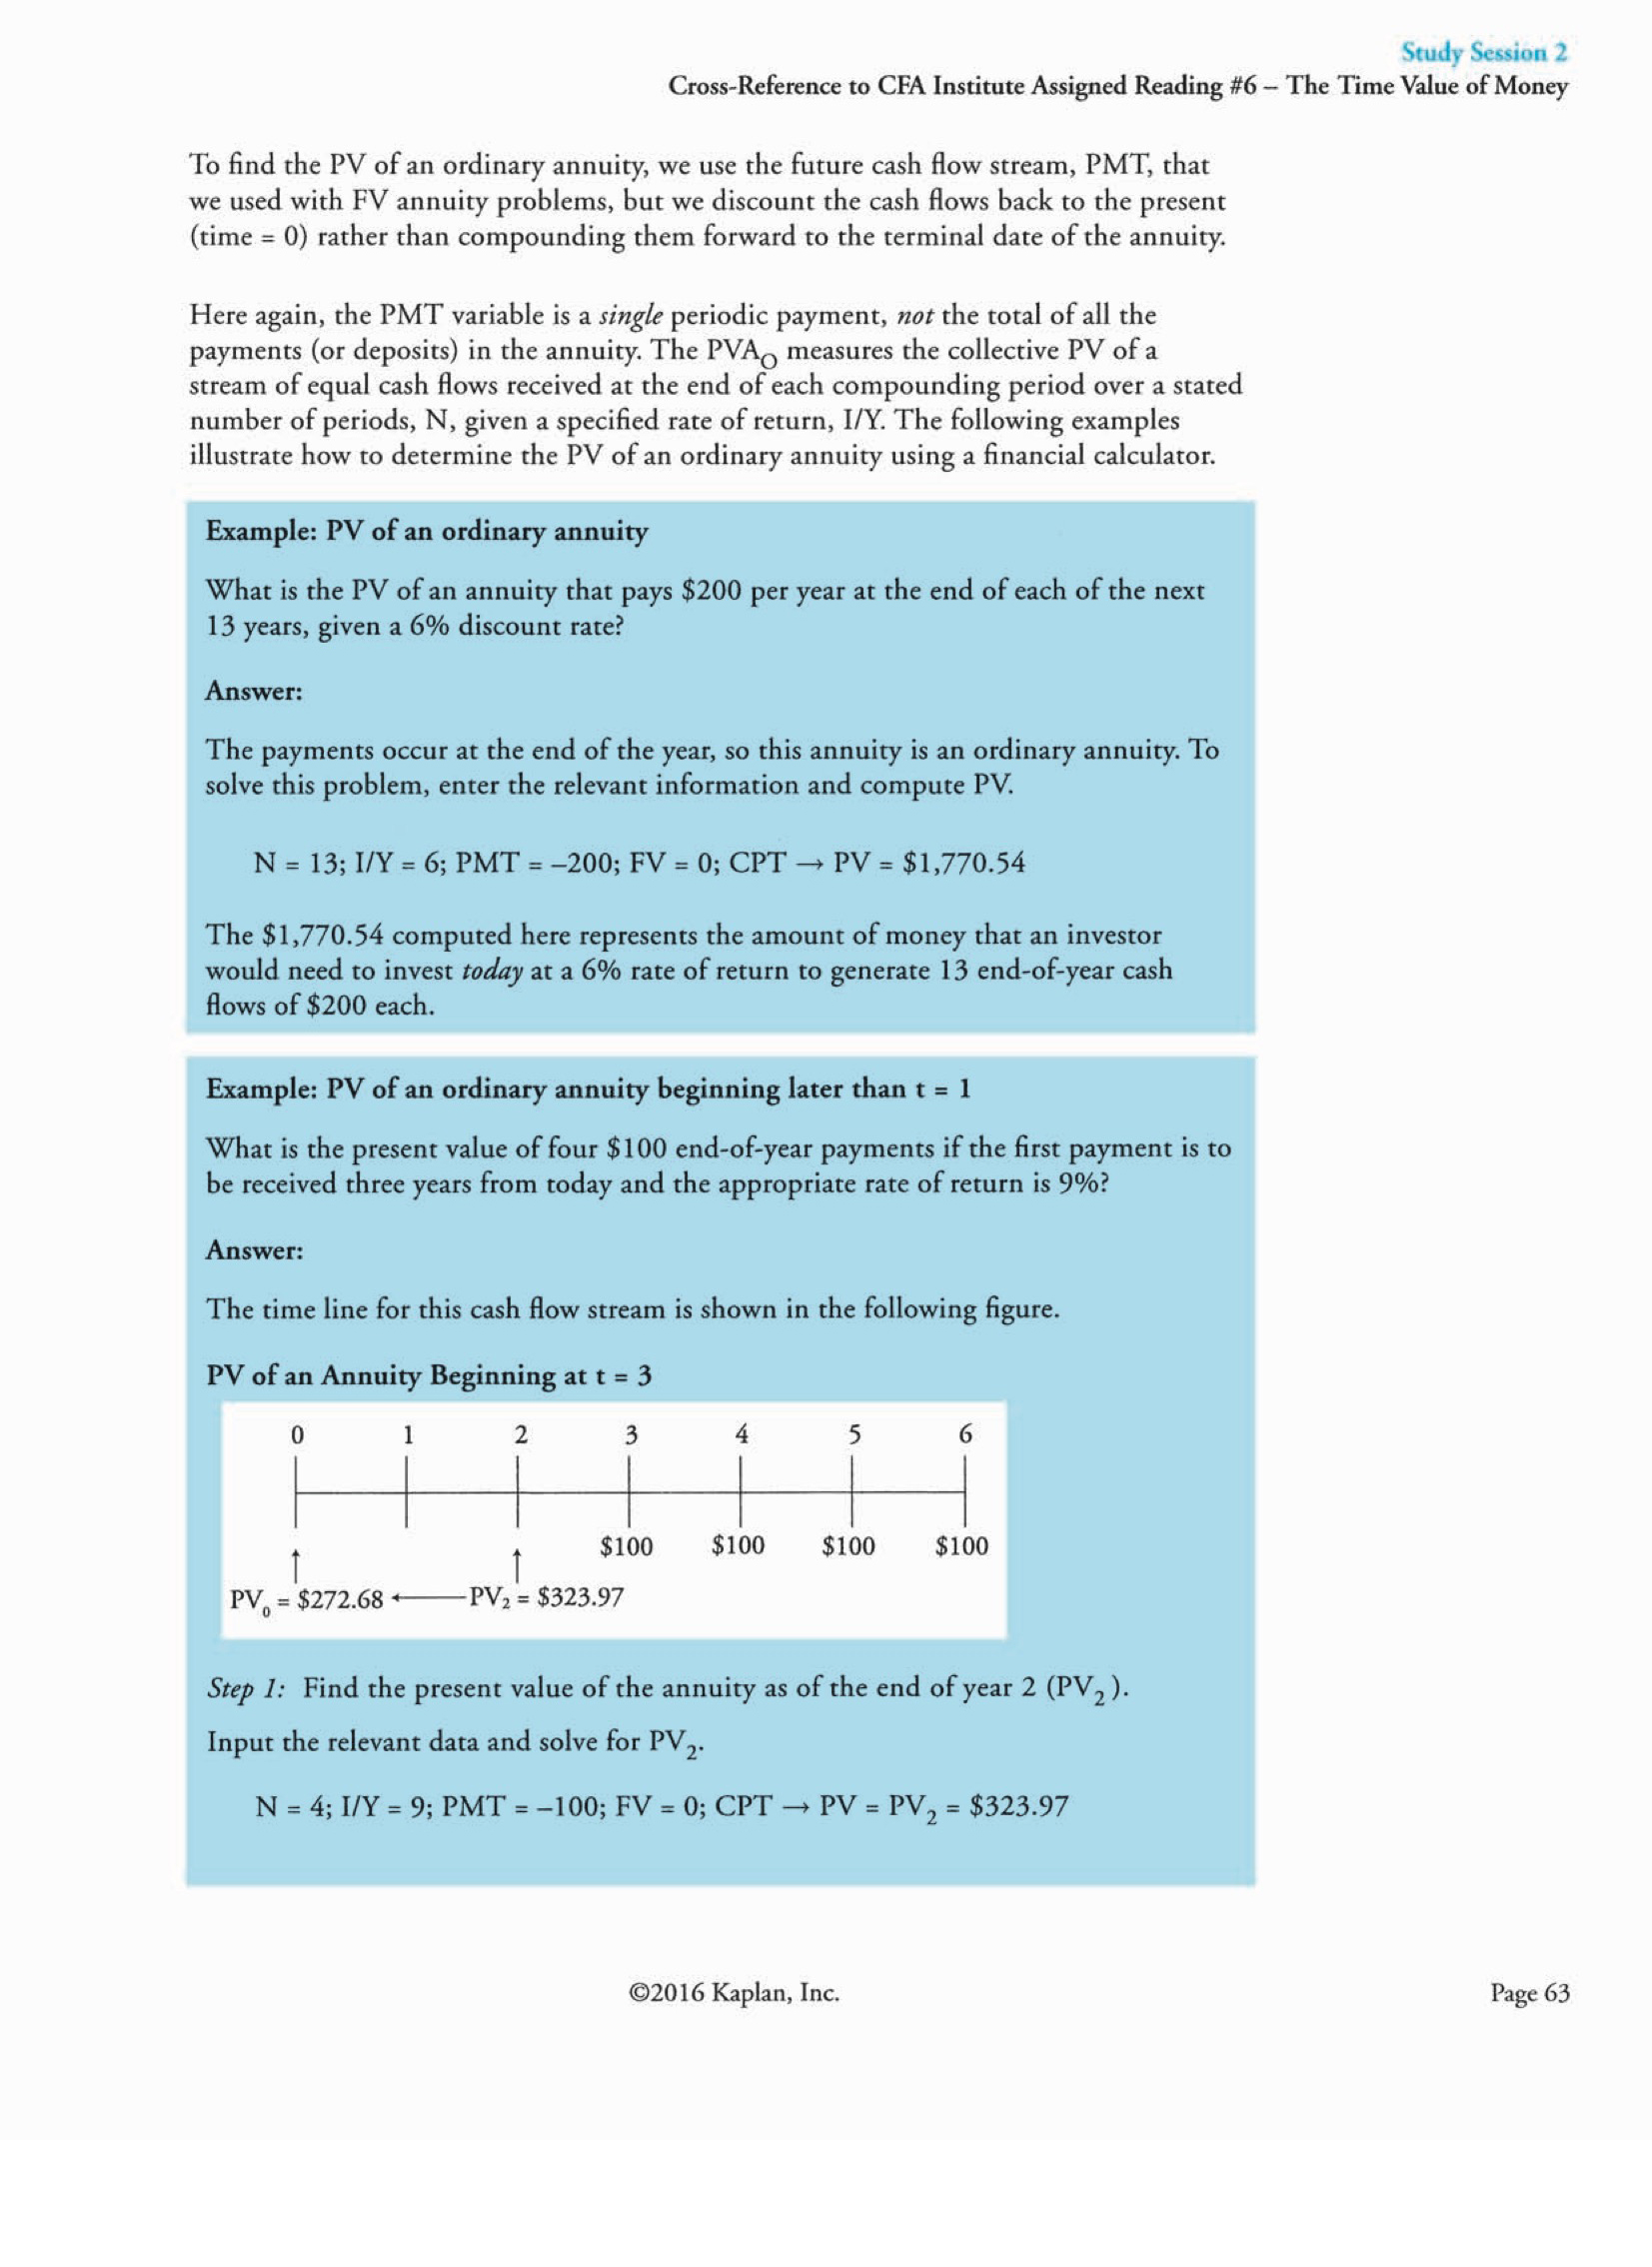 Study Session 2
Cross-Reference to CFA Institute Assigned Reading #6 – The Time Value of Money
To find the PV of an ordinary annuity, we use the future cash flow stream, PMT, that
we used with FV annuity problems, but we discount the cash flows back to the present
(time = 0) rather than compounding them forward to the terminal date of the annuity.
Here again, the PMT variable is a single periodic payment, not the total of all the
payments (or deposits) in the annuity. The PVA_O measures the collective PV of a
stream of equal cash flows received at the end of each compounding period over a stated
number of periods, N, given a specified rate of return, I/Y. The following examples
illustrate how to determine the PV of an ordinary annuity using a financial calculator.
Example: PV of an ordinary annuity
What is the PV of an annuity that pays $200 per year at the end of each of the next
13 years, given a 6% discount rate?
Answer:
The payments occur at the end of the year, so this annuity is an ordinary annuity. To
solve this problem, enter the relevant information and compute PV.
N = 13; I/Y = 6; PMT = –200; FV = 0; CPT → PV = $1,770.54
The $1,770.54 computed here represents the amount of money that an investor
would need to invest today at a 6% rate of return to generate 13 end-of-year cash
flows of $200 each.
Example: PV of an ordinary annuity beginning later than t = 1
What is the present value of four $100 end-of-year payments if the first payment is to
be received three years from today and the appropriate rate of return is 9%?
Answer:
The time line for this cash flow stream is shown in the following figure.
PV of an Annuity Beginning at t = 3
0 1 2 3 4 5 6
$100 $100 $100 $100
PV₀ = $272.68 ← PV₂ = $323.97
Step 1: Find the present value of the annuity as of the end of year 2 (PV₂).
Input the relevant data and solve for PV₂.
N = 4; I/Y = 9; PMT = –100; FV = 0; CPT → PV = PV₂ = $323.97
©2016 Kaplan, Inc.
Page 63